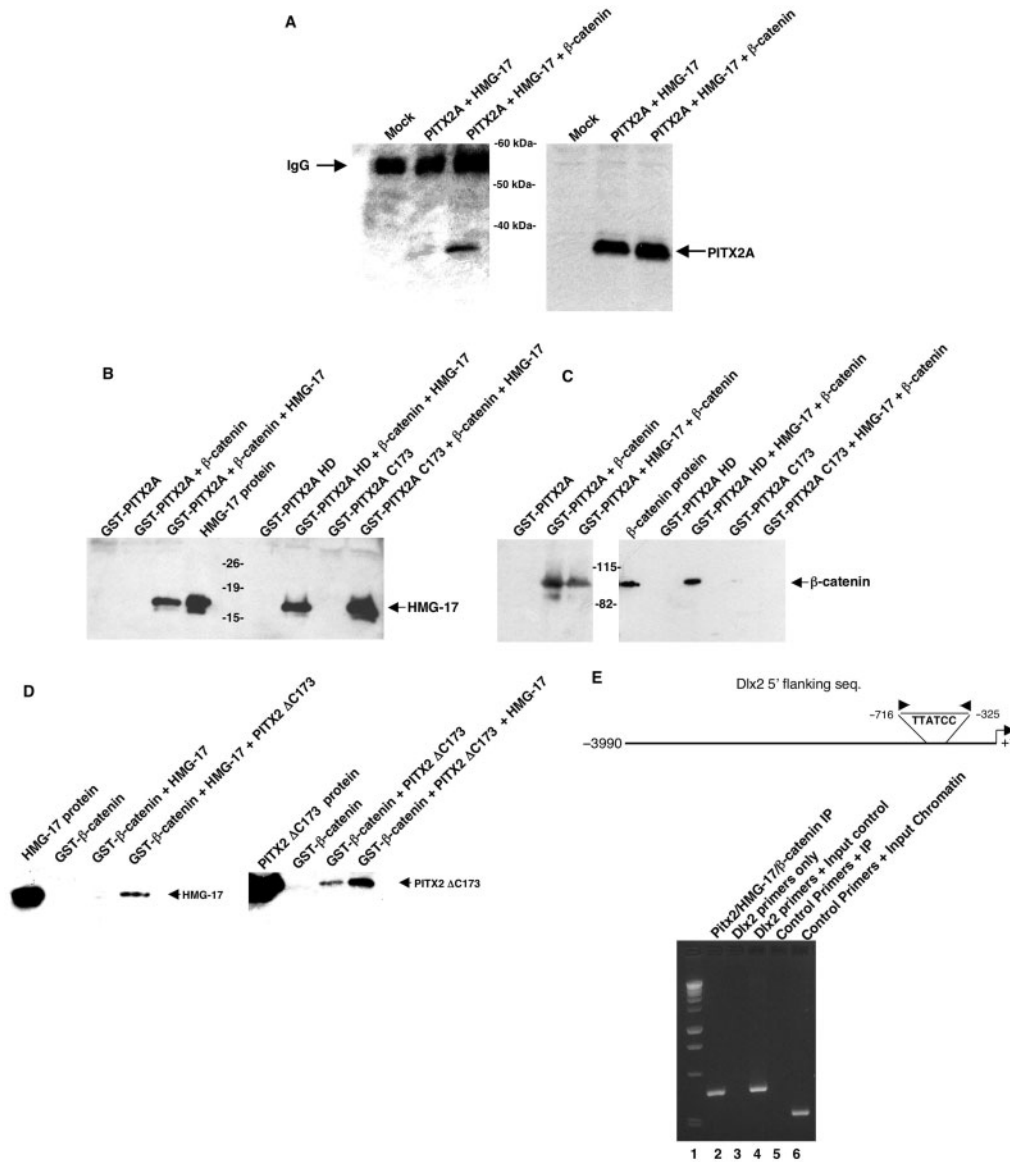 A
Mock
PITX2A + HMG-17
PITX2A + HMG-17 + β-catenin
Mock
PITX2A + HMG-17
PITX2A + HMG-17 + β-catenin
IgG
-60 kDa-
-50 kDa-
-40 kDa-
PITX2A
B
GST-PITX2A
GST-PITX2A + β-catenin
GST-PITX2A + β-catenin + HMG-17
HMG-17 protein
GST-PITX2A HD
GST-PITX2A HD + β-catenin + HMG-17
GST-PITX2A C173
GST-PITX2A C173 + β-catenin + HMG-17
-26-
-19-
-15-
HMG-17
C
GST-PITX2A
GST-PITX2A + β-catenin
GST-PITX2A + HMG-17 + β-catenin
β-catenin protein
GST-PITX2A HD
GST-PITX2A HD + HMG-17 + β-catenin
GST-PITX2A C173
GST-PITX2A C173 + HMG-17 + β-catenin
115-
-82-
β-catenin
D
HMG-17 protein
GST-β-catenin
GST-β-catenin + HMG-17
GST-β-catenin + HMG-17 + PITX2 ΔC173
HMG-17
PITX2 ΔC173 protein
GST-β-catenin
GST-β-catenin + PITX2 ΔC173
GST-β-catenin + PITX2 ΔC173 + HMG-17
PITX2 ΔC173
E
Dlx2 5' flanking seq.
−716
TTATCC
−325
−3990
+
Pitx2/HMG-17/β-catenin IP
Dlx2 primers only
Dlx2 primers + Input control
Control Primers + IP
Control Primers + Input Chromatin
1 2 3 4 5 6